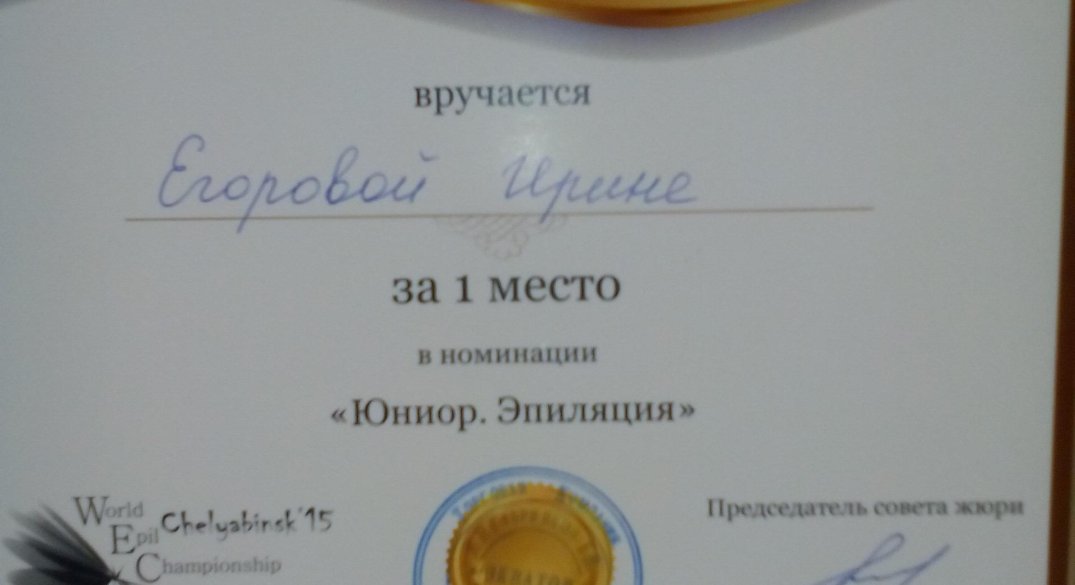 вручается
Егоровой Ирине
за 1 место
в номинации
«Юниор. Эпиляция»
World
Epil Chelyabinsk'15
Championship
Председатель совета жюри